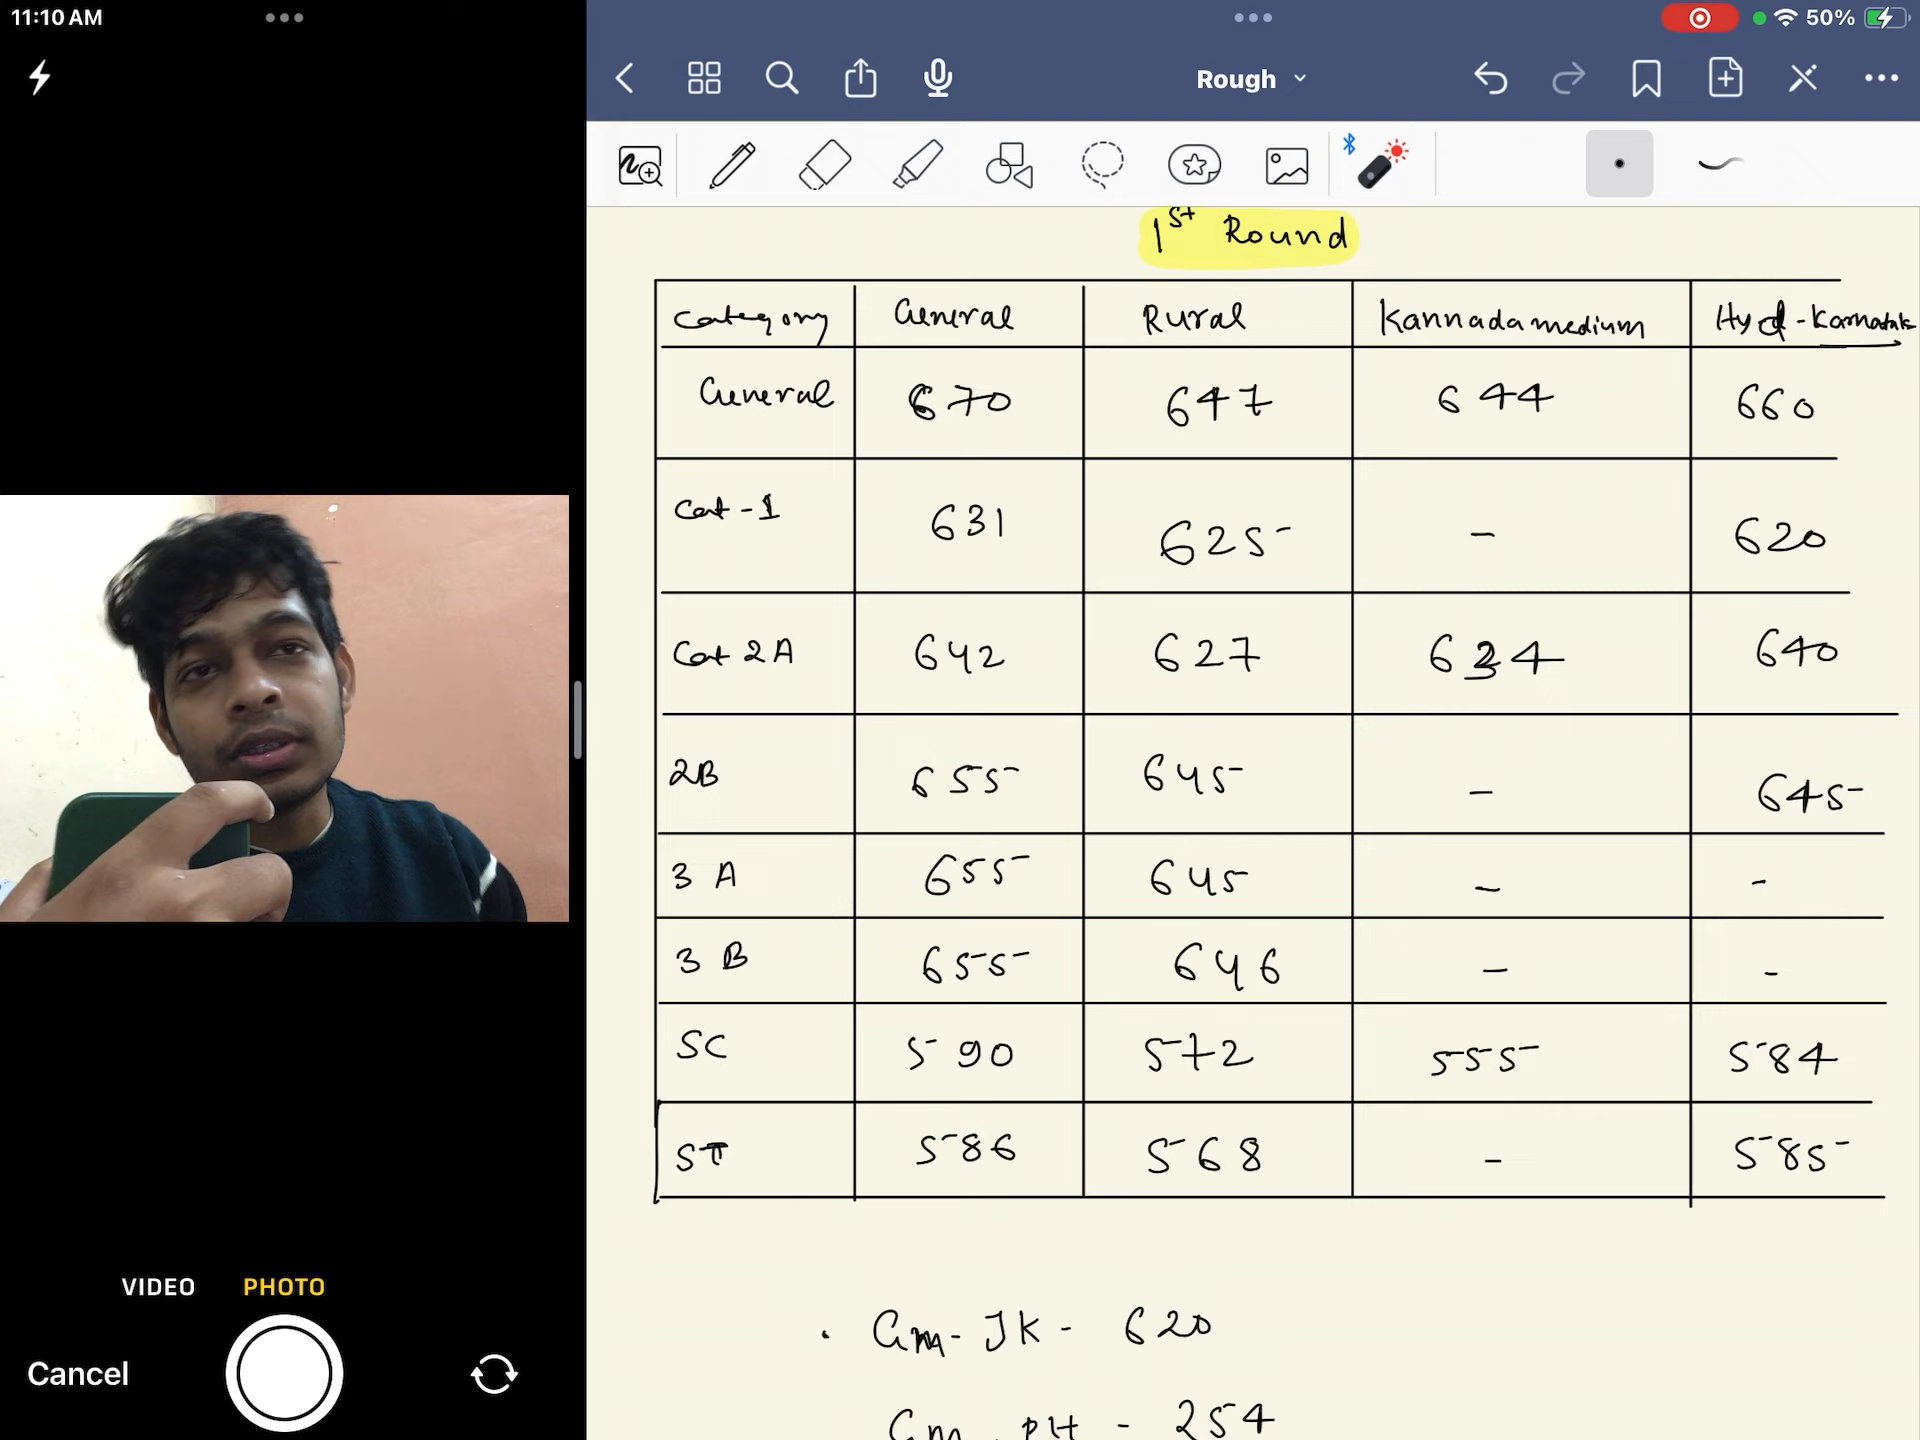 11:10 AM
50%
Rough
1st Round
Category General Rural Kannada medium Hyd-Karnatak
General 670 647 644 660
Cat-1 631 625 - 620
Cat 2A 642 627 634 640
2B 655 645 - 645
3 A 655 645 - -
3 B 655 646 - -
SC 590 572 555 584
ST 586 568 - 585
VIDEO PHOTO
Cancel
. Gm-JK- 620
Gm-PH - 254